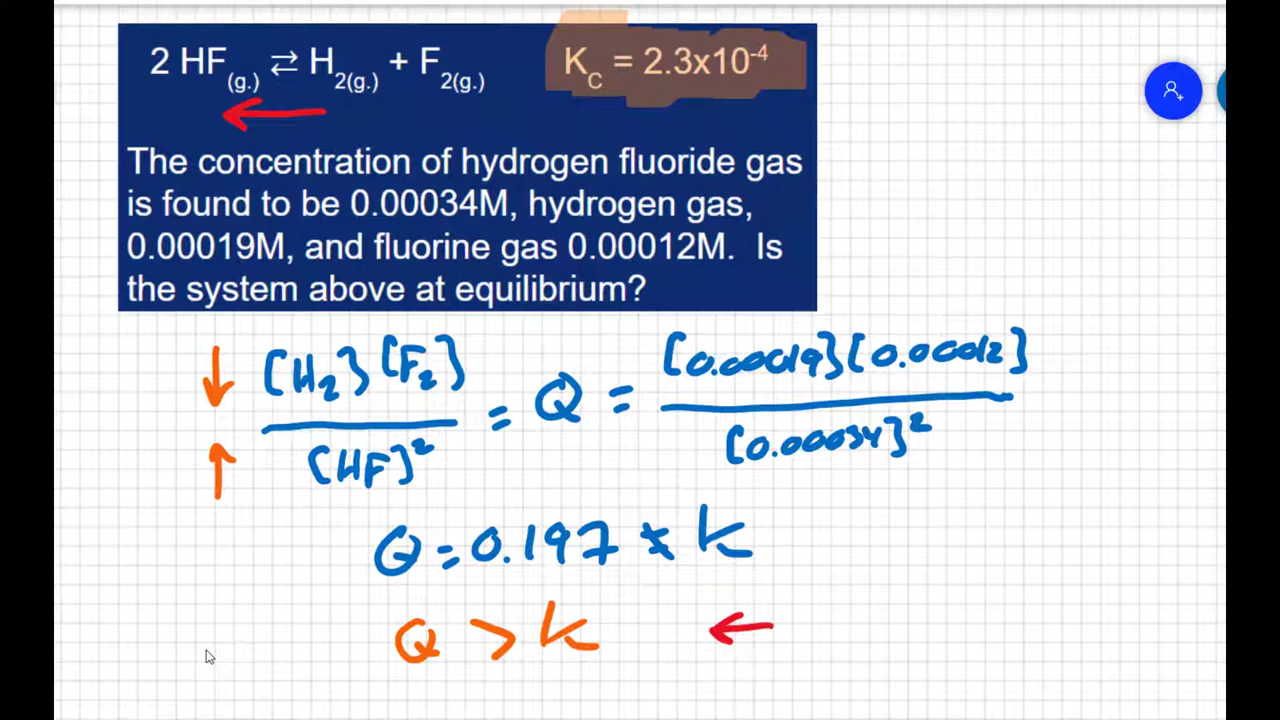 2 HF(g.) ⇄ H2(g.) + F2(g.) KC = 2.3x10-4
The concentration of hydrogen fluoride gas
is found to be 0.00034M, hydrogen gas,
0.00019M, and fluorine gas 0.00012M. Is
the system above at equilibrium?
[H2][F2] / [HF]² = Q = [0.00019][0.00012] / [0.00034]²
Q = 0.197 ≠ K
Q > K